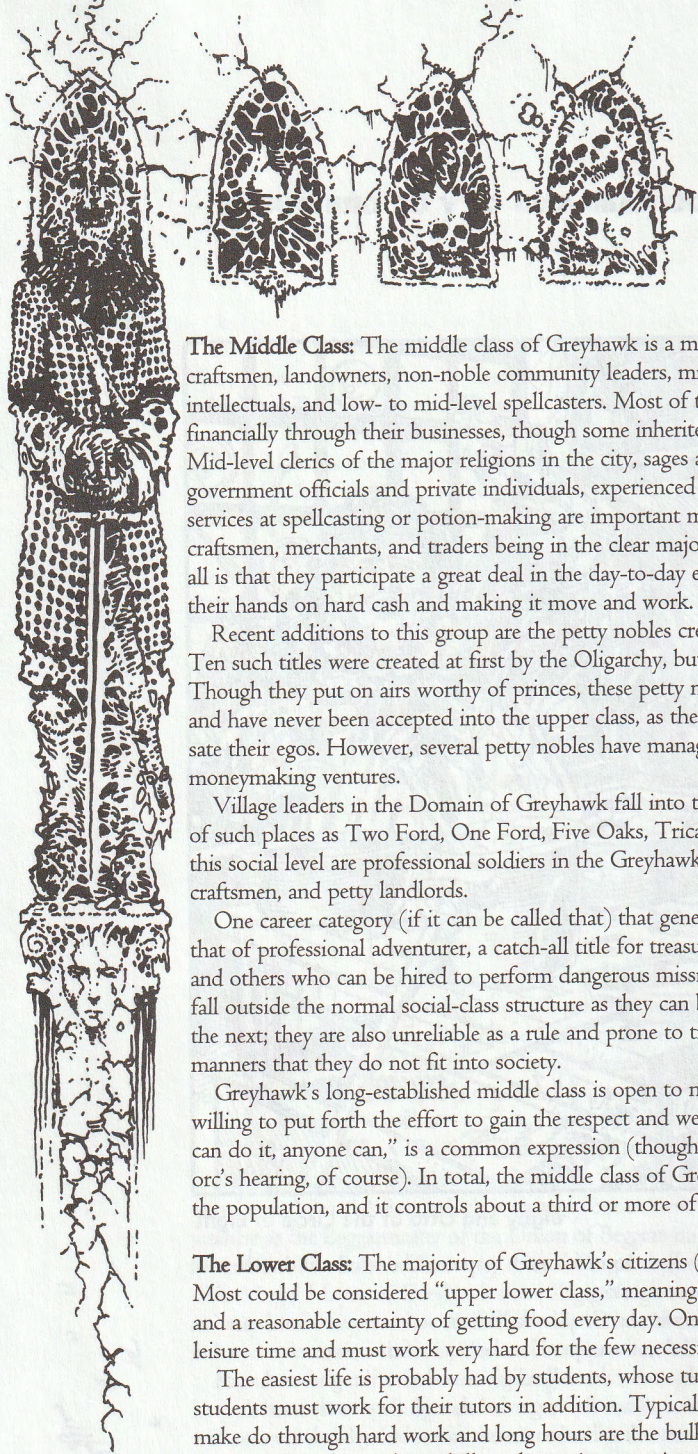 The Middle Class: The middle class of Greyhawk is a m
craftsmen, landowners, non-noble community leaders, m
intellectuals, and low- to mid-level spellcasters. Most of t
financially through their businesses, though some inherite
Mid-level clerics of the major religions in the city, sages a
government officials and private individuals, experienced
services at spellcasting or potion-making are important m
craftsmen, merchants, and traders being in the clear majo
all is that they participate a great deal in the day-to-day e
their hands on hard cash and making it move and work.
Recent additions to this group are the petty nobles cre
Ten such titles were created at first by the Oligarchy, bu
Though they put on airs worthy of princes, these petty n
and have never been accepted into the upper class, as the
sate their egos. However, several petty nobles have manag
moneymaking ventures.
Village leaders in the Domain of Greyhawk fall into t
of such places as Two Ford, One Ford, Five Oaks, Trica
this social level are professional soldiers in the Greyhawk
craftsmen, and petty landlords.
One career category (if it can be called that) that gene
that of professional adventurer, a catch-all title for treasu
and others who can be hired to perform dangerous miss
fall outside the normal social-class structure as they can b
the next; they are also unreliable as a rule and prone to t
manners that they do not fit into society.
Greyhawk's long-established middle class is open to n
willing to put forth the effort to gain the respect and we
can do it, anyone can," is a common expression (though
orc's hearing, of course). In total, the middle class of Gr
the population, and it controls about a third or more of
The Lower Class: The majority of Greyhawk's citizens (
Most could be considered "upper lower class," meaning
and a reasonable certainty of getting food every day. On
leisure time and must work very hard for the few necess
The easiest life is probably had by students, whose tu
students must work for their tutors in addition. Typical
make do through hard work and long hours are the bull